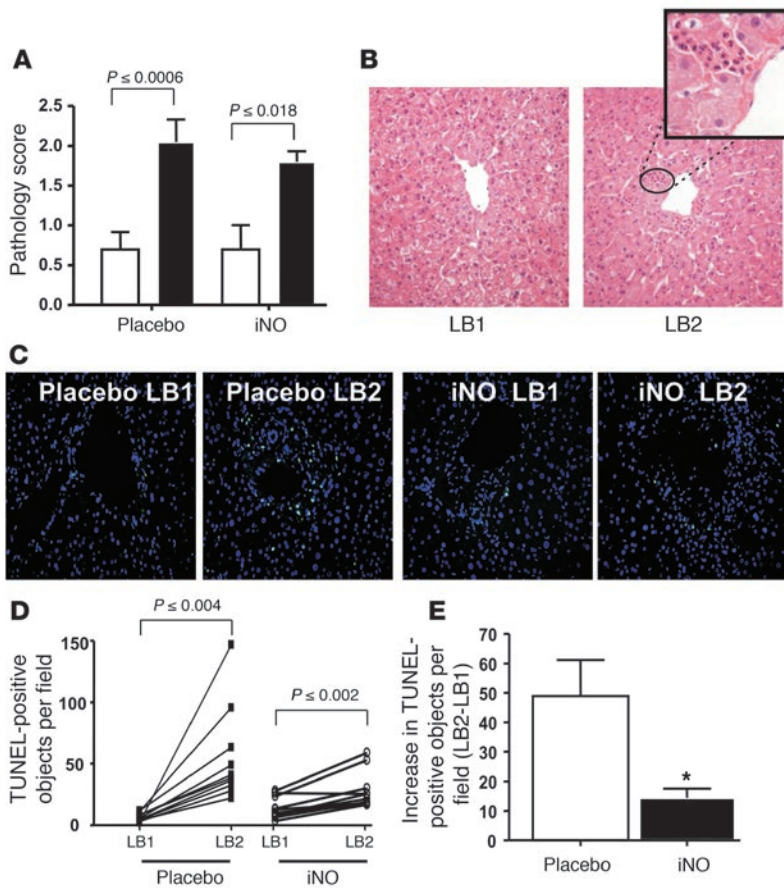 A
P ≤ 0.0006
P ≤ 0.018
Pathology score
2.5
2.0
1.5
1.0
0.5
0.0
Placebo
iNO
B
LB1
LB2
C
Placebo LB1
Placebo LB2
iNO LB1
iNO LB2
D
P ≤ 0.004
P ≤ 0.002
TUNEL-positive
objects per field
150
100
50
0
LB1
LB2
LB1
LB2
Placebo
iNO
E
Increase in TUNEL-
positive objects per
field (LB2-LB1)
70
60
50
40
30
20
10
0
*
Placebo
iNO